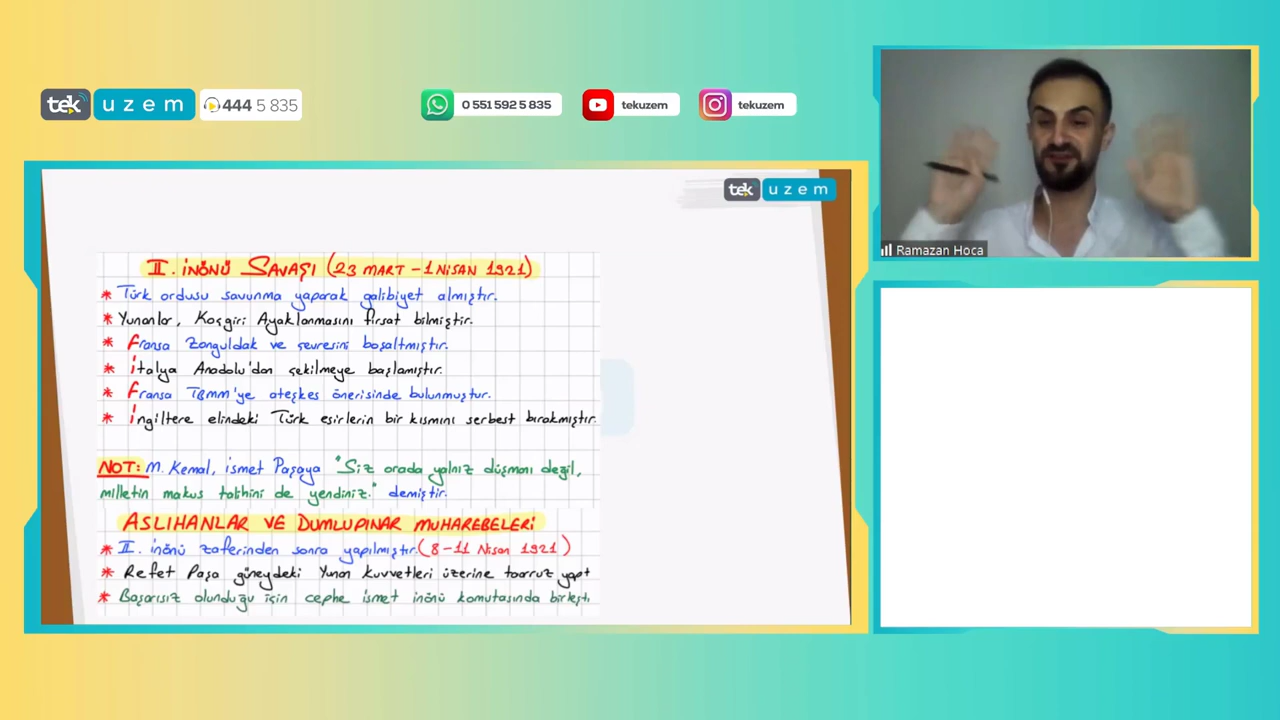 tek uzem 444 5 835
0 551 592 5 835
tekuzem
tekuzem
tek uzem
Ramazan Hoca
II. İNÖNÜ SAVAŞI (23 MART – 1 NİSAN 1921)
* Türk ordusu savunma yaparak galibiyet almıştır.
* Yunanlar, Koçgiri Ayaklanmasını fırsat bilmiştir.
* Fransa Zonguldak ve çevresini boşaltmıştır.
* İtalya Anadolu'dan çekilmeye başlamıştır.
* Fransa TBMM'ye ateşkes önerisinde bulunmuştur.
* İngiltere elindeki Türk esirlerin bir kısmını serbest bırakmıştır.
NOT: M. Kemal, İsmet Paşaya "Siz orada yalnız düşmanı değil,
milletin makus talihini de yendiniz." demiştir.
ASLIHANLAR VE DUMLUPINAR MUHAREBELERİ
* II. İnönü zaferinden sonra yapılmıştır. (8-11 Nisan 1921)
* Refet Paşa güneydeki Yunan kuvvetleri üzerine taarruz yaptı
* Başarısız olunduğu için cephe İsmet İnönü komutasında birleşti